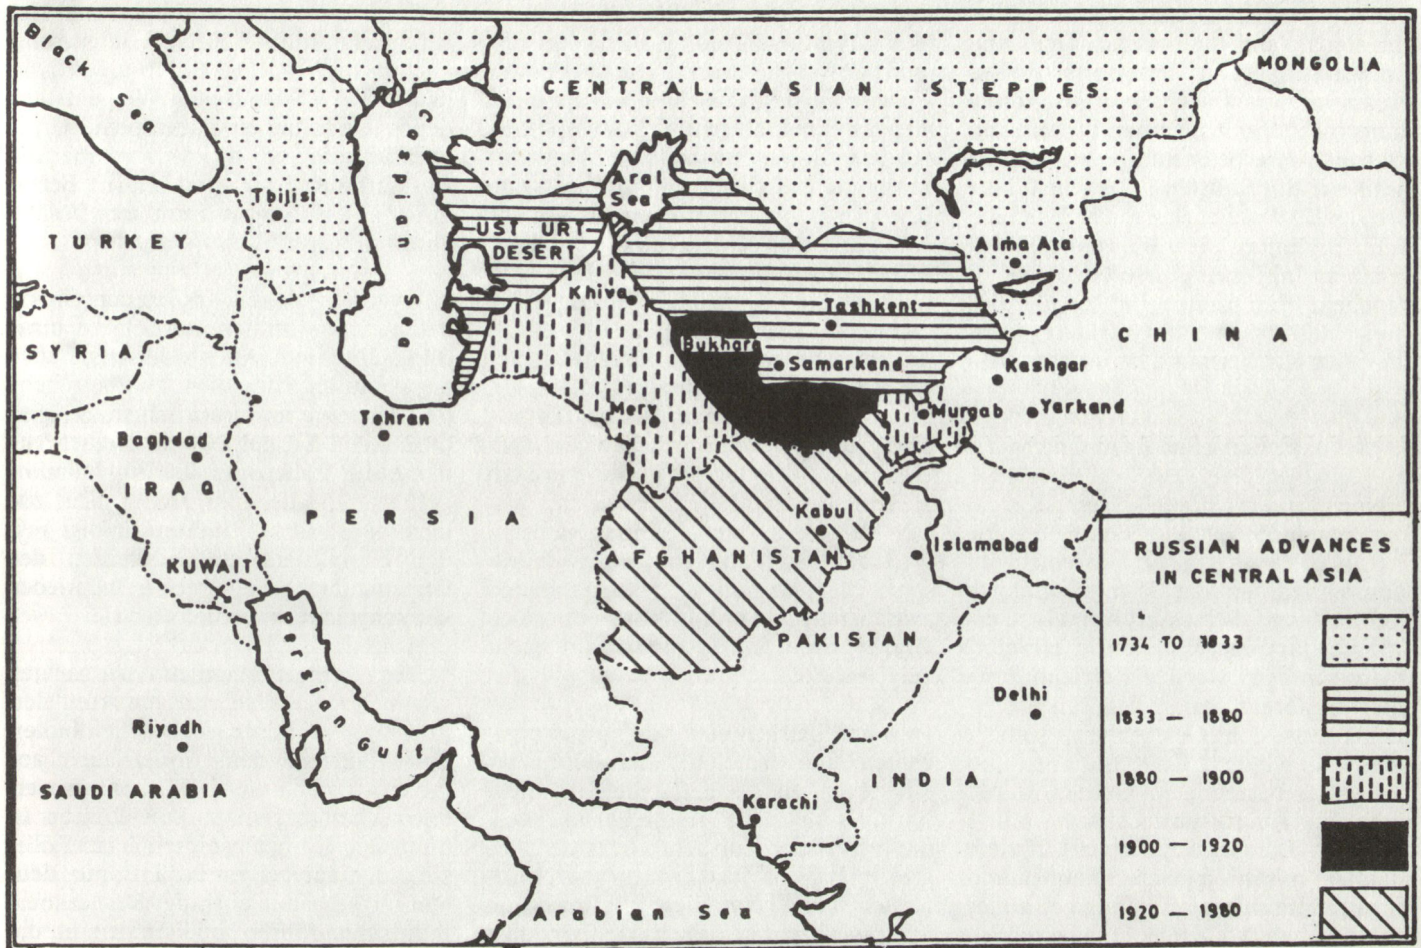 Black
Sea
CENTRAL ASIAN STEPPES
MONGOLIA
Caspian
Sea
Aral
Sea
Tbilisi
TURKEY
UST URT
DESERT
Alma Ata
Khiva
Tashkent
CHINA
SYRIA
Bukhara
Samarkand
Kashgar
Tehran
Merv
Murgab
Yarkand
Baghdad
IRAQ
PERSIA
Kabul
AFGHANISTAN
Islamabad
KUWAIT
PAKISTAN
Persian
Gulf
Delhi
Riyadh
SAUDI ARABIA
INDIA
Karachi
Arabian Sea
RUSSIAN ADVANCES
IN CENTRAL ASIA
1734 TO 1833
1833 — 1880
1880 — 1900
1900 — 1920
1920 — 1980